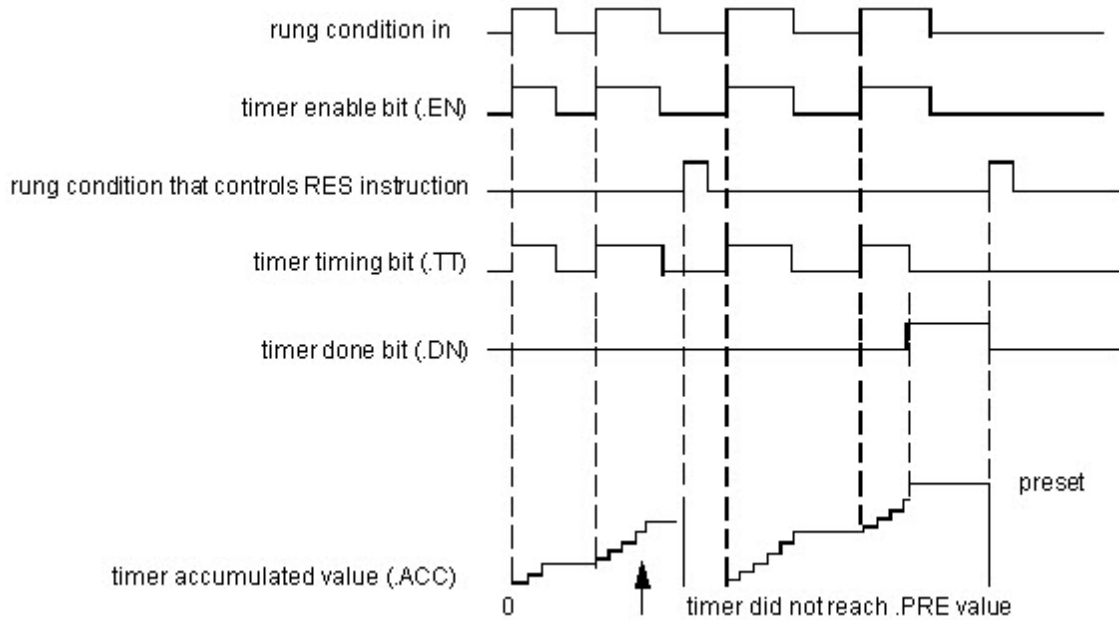 rung condition in
timer enable bit (.EN)
rung condition that controls RES instruction
timer timing bit (.TT)
timer done bit (.DN)
preset
timer accumulated value (.ACC)
0
timer did not reach .PRE value